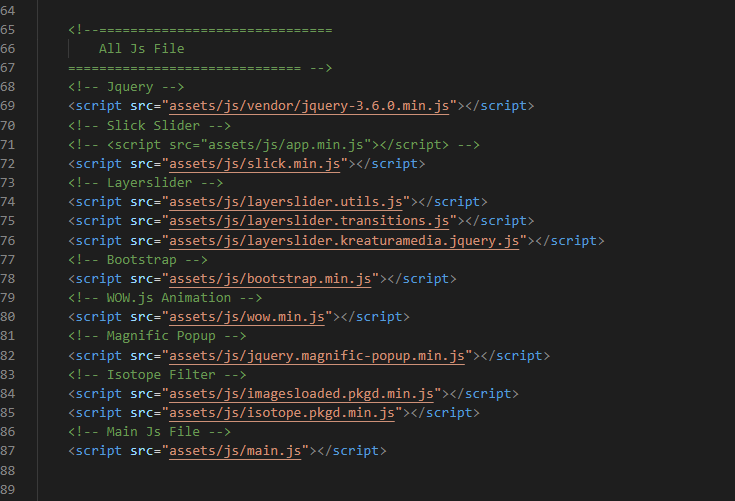 64
65 <!--==============================
66 All Js File
67 ============================== -->
68 <!-- Jquery -->
69 <script src="assets/js/vendor/jquery-3.6.0.min.js"></script>
70 <!-- Slick Slider -->
71 <!-- <script src="assets/js/app.min.js"></script> -->
72 <script src="assets/js/slick.min.js"></script>
73 <!-- Layerslider -->
74 <script src="assets/js/layerslider.utils.js"></script>
75 <script src="assets/js/layerslider.transitions.js"></script>
76 <script src="assets/js/layerslider.kreaturamedia.jquery.js"></script>
77 <!-- Bootstrap -->
78 <script src="assets/js/bootstrap.min.js"></script>
79 <!-- WOW.js Animation -->
80 <script src="assets/js/wow.min.js"></script>
81 <!-- Magnific Popup -->
82 <script src="assets/js/jquery.magnific-popup.min.js"></script>
83 <!-- Isotope Filter -->
84 <script src="assets/js/imagesloaded.pkgd.min.js"></script>
85 <script src="assets/js/isotope.pkgd.min.js"></script>
86 <!-- Main Js File -->
87 <script src="assets/js/main.js"></script>
88
89